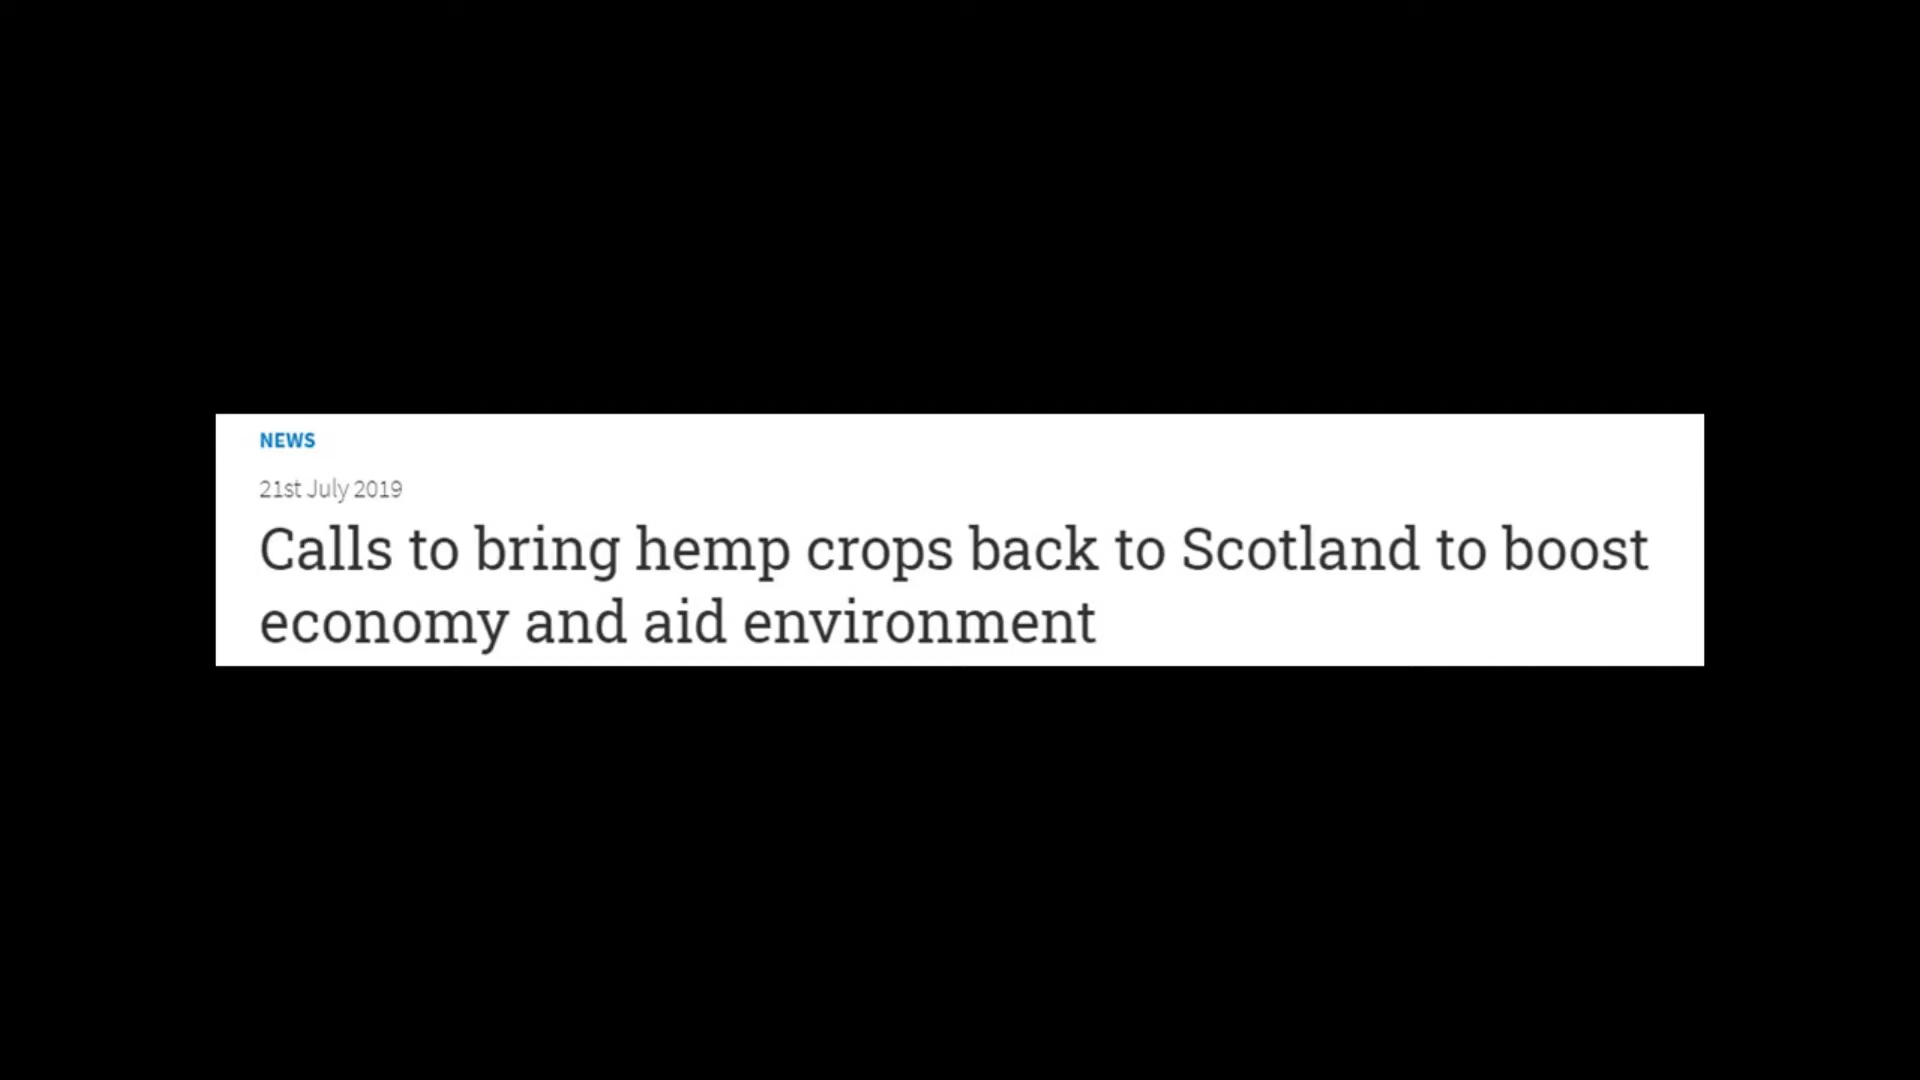 NEWS
21st July 2019
Calls to bring hemp crops back to Scotland to boost
economy and aid environment